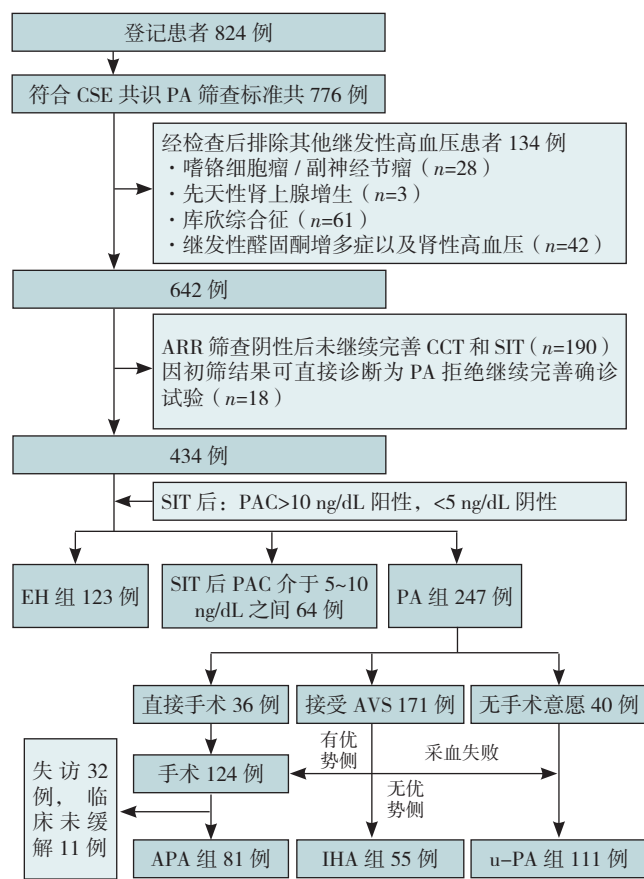 登记患者 824 例
符合 CSE 共识 PA 筛查标准共 776 例
经检查后排除其他继发性高血压患者 134 例
· 嗜铬细胞瘤 / 副神经节瘤（n=28）
· 先天性肾上腺增生（n=3）
· 库欣综合征（n=61）
· 继发性醛固酮增多症以及肾性高血压（n=42）
642 例
ARR 筛查阴性后未继续完善 CCT 和 SIT（n=190）
因初筛结果可直接诊断为 PA 拒绝继续完善确诊
试验（n=18）
434 例
SIT 后：PAC>10 ng/dL 阳性，<5 ng/dL 阴性
EH 组 123 例
SIT 后 PAC 介于 5~10
ng/dL 之间 64 例
PA 组 247 例
直接手术 36 例
接受 AVS 171 例
无手术意愿 40 例
有优
势侧
采血失败
手术 124 例
无优
势侧
失访 32
例，临
床未缓
解 11 例
APA 组 81 例
IHA 组 55 例
u-PA 组 111 例